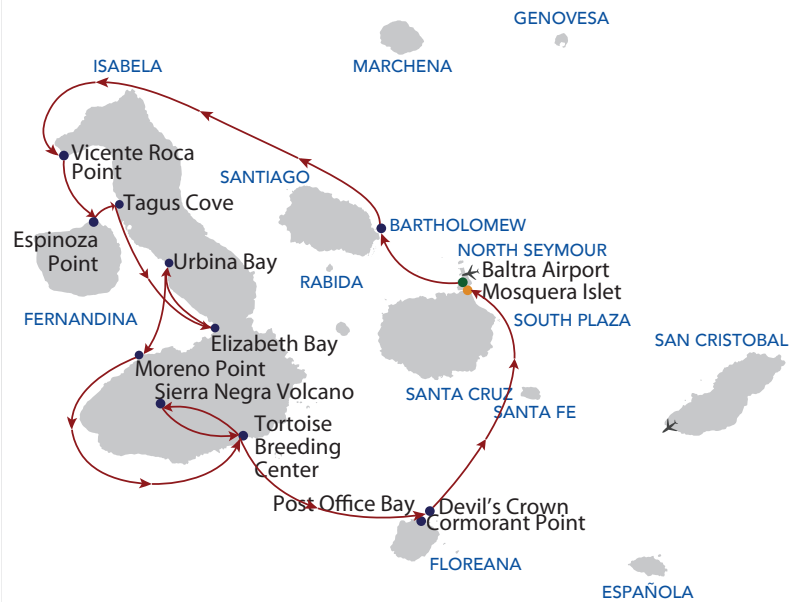 GENOVESA
MARCHENA
ISABELA
Vicente Roca
Point
SANTIAGO
Tagus Cove
BARTHOLOMEW
Espinoza
Point
NORTH SEYMOUR
Urbina Bay
Baltra Airport
RABIDA
Mosquera Islet
FERNANDINA
SOUTH PLAZA
Elizabeth Bay
SAN CRISTOBAL
Moreno Point
Sierra Negra Volcano
SANTA CRUZ
SANTA FE
Tortoise
Breeding
Center
Post Office Bay
Devil's Crown
Cormorant Point
FLOREANA
ESPAÑOLA